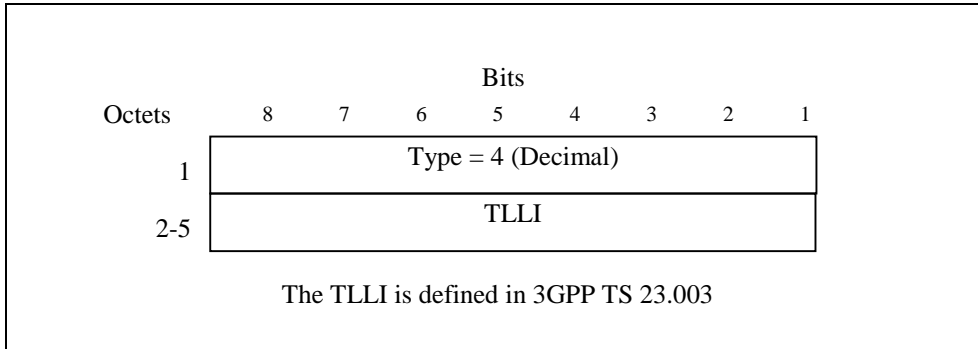 Bits
Octets 8 7 6 5 4 3 2 1
1 Type = 4 (Decimal)
2-5 TLLI
The TLLI is defined in 3GPP TS 23.003